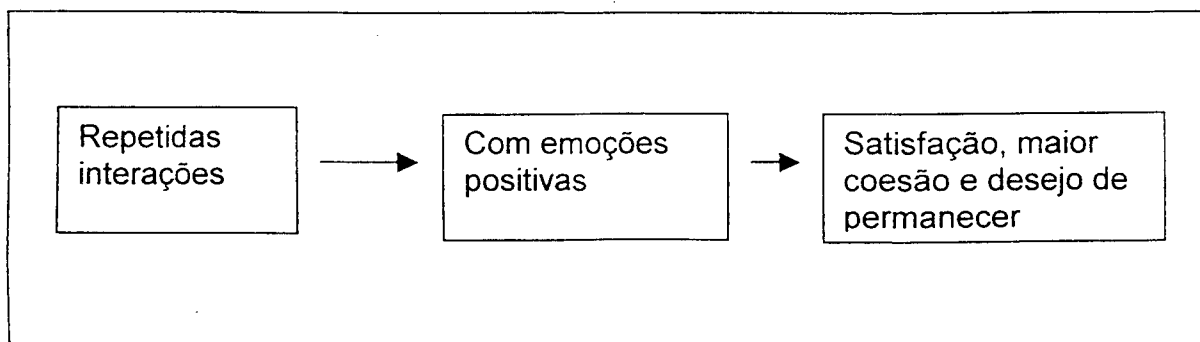 Repetidas
interações
Com emoções
positivas
Satisfação, maior
coesão e desejo de
permanecer